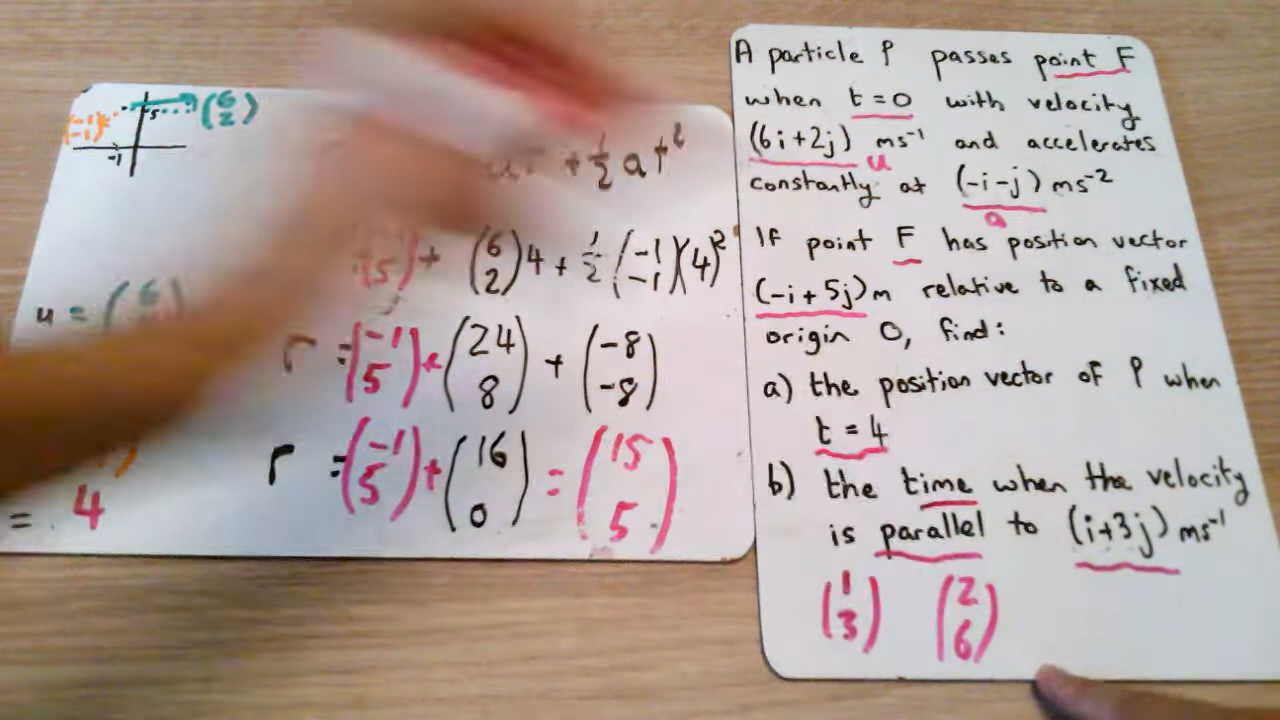 (6 2)
(-1 -1)
5
-1
+ 1/2 at²
u = (6
+ (6 2)4 + 1/2 (-1 -1)(4)²
r = (-1 5) + (24 8) + (-8 -8)
r = (-1 5) + (16 0) = (15 5)
= 4
A particle P passes point F
when t=0 with velocity
(6i+2j) ms⁻¹ and accelerates
u
constantly at (-i-j) ms⁻²
a
If point F has position vector
(-i+5j)m relative to a fixed
origin O, find:
a) the position vector of P when
t = 4
b) the time when the velocity
is parallel to (i+3j) ms⁻¹
(1 3) (2 6)